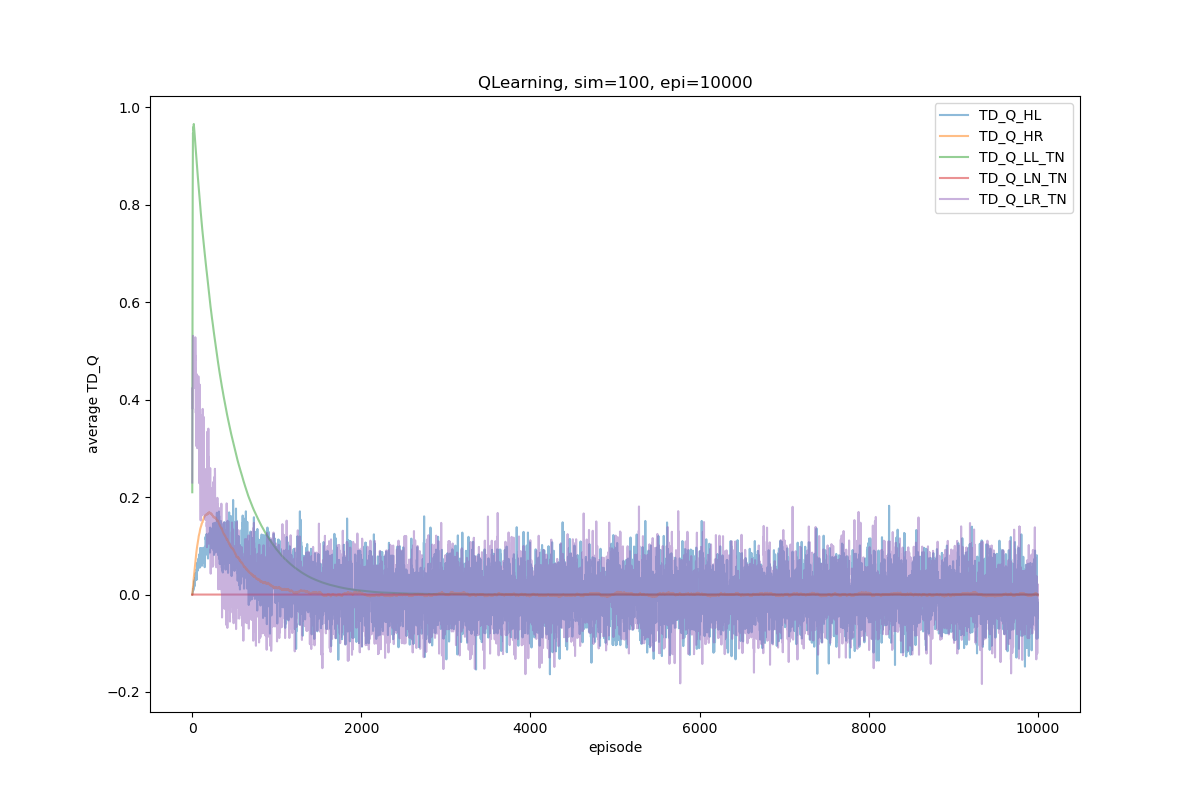 QLearning, sim=100, epi=10000
1.0
0.8
0.6
0.4
0.2
0.0
−0.2
average TD_Q
TD_Q_HL
TD_Q_HR
TD_Q_LL_TN
TD_Q_LN_TN
TD_Q_LR_TN
0 2000 4000 6000 8000 10000
episode